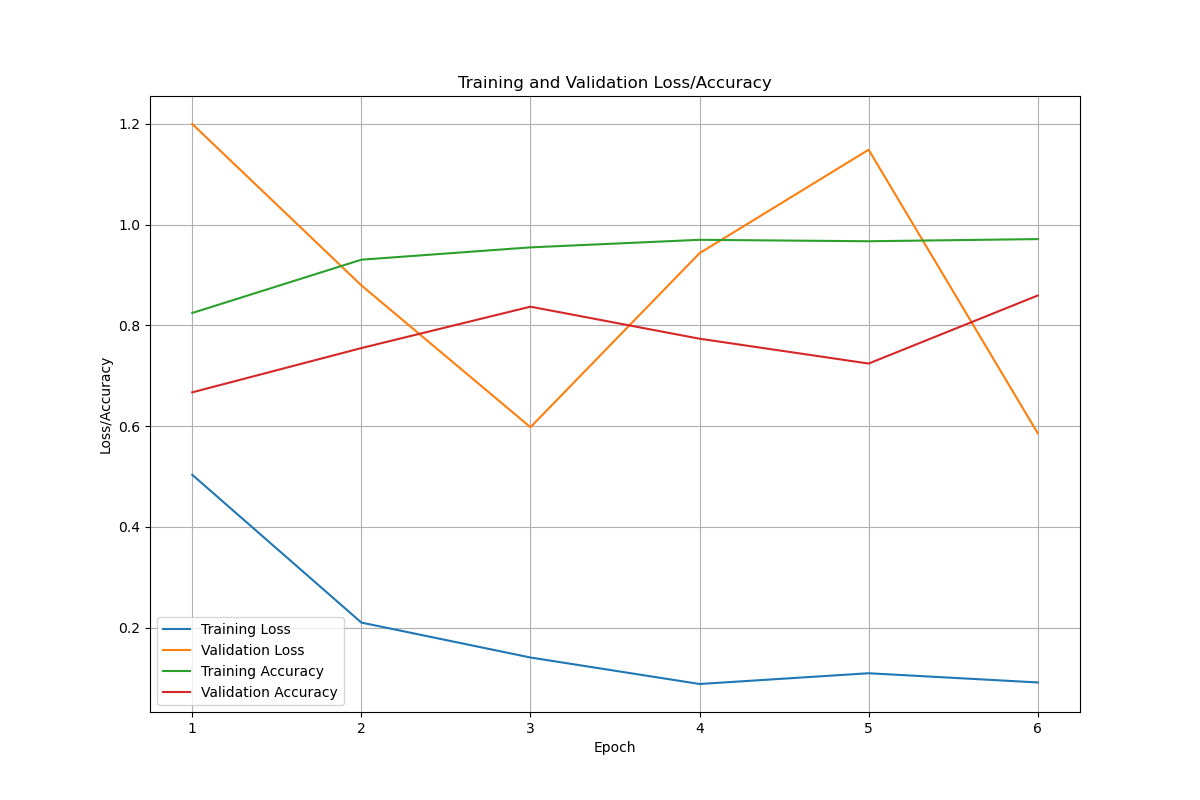 Training and Validation Loss/Accuracy
1.2
1.0
0.8
0.6
0.4
0.2
Loss/Accuracy
Training Loss
Validation Loss
Training Accuracy
Validation Accuracy
1 2 3 4 5 6
Epoch